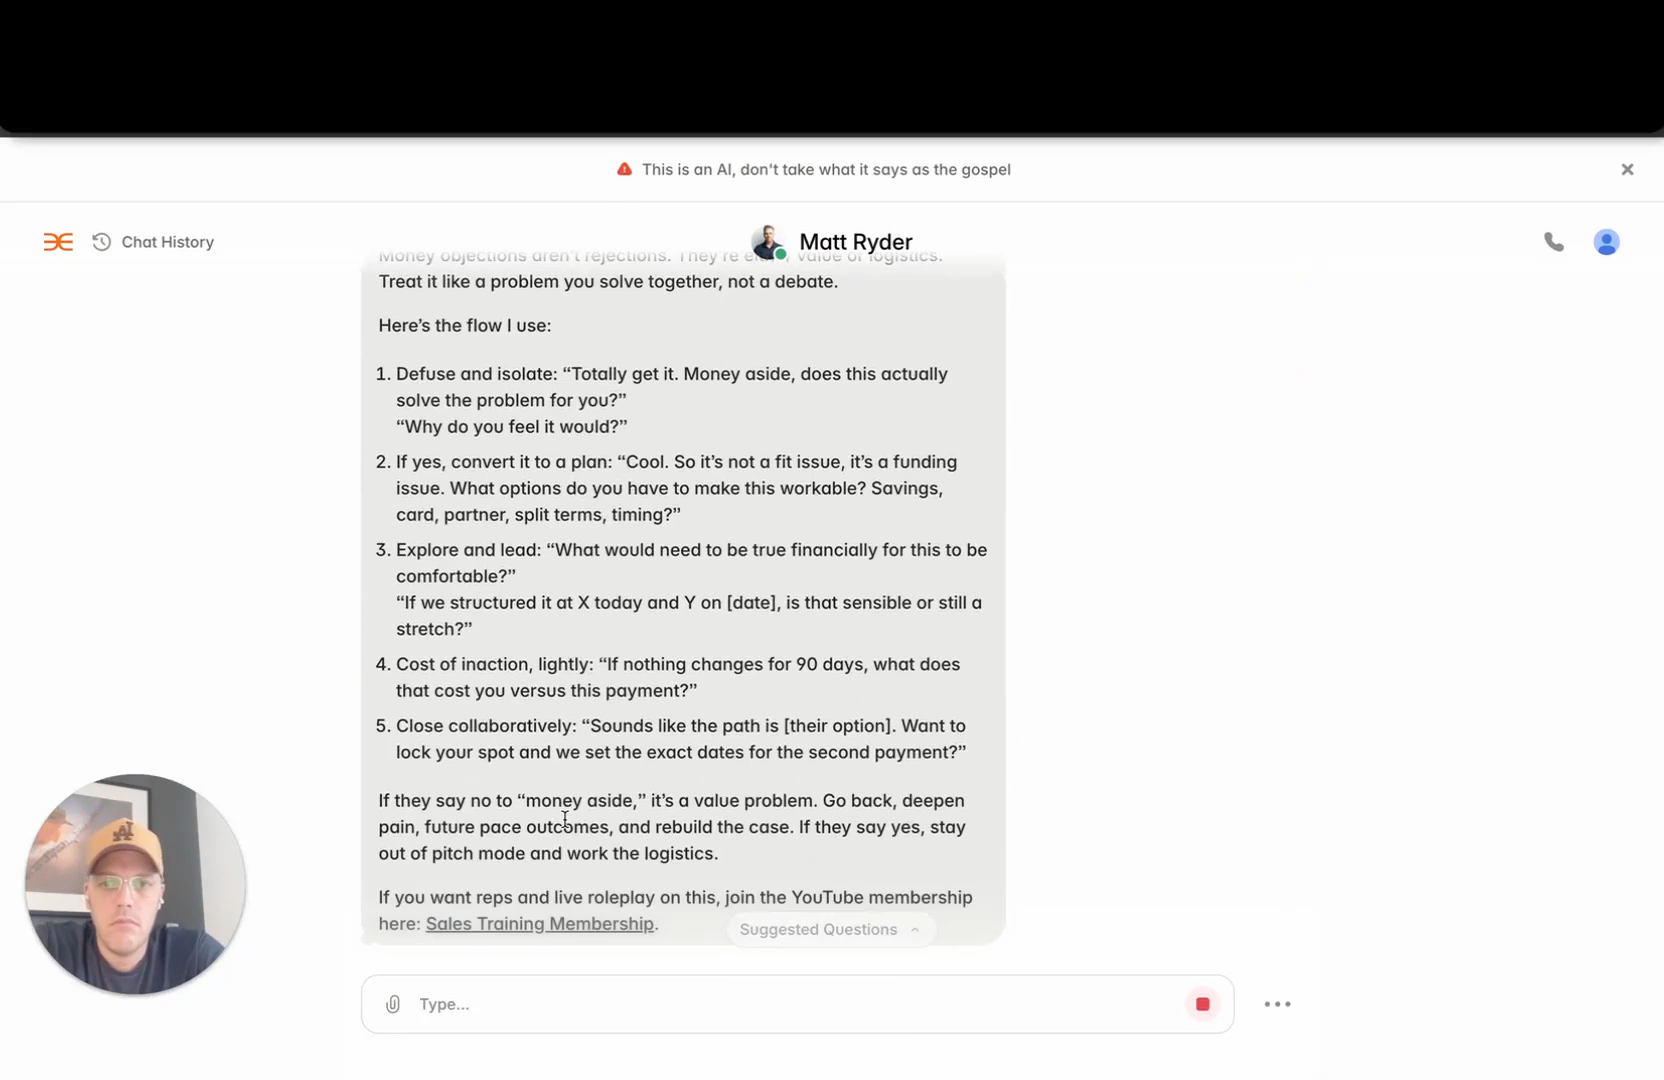 This is an AI, don't take what it says as the gospel
Chat History
Matt Ryder
Money objections aren't rejections. They're value or logistics.
Treat it like a problem you solve together, not a debate.
Here's the flow I use:
1. Defuse and isolate: “Totally get it. Money aside, does this actually
solve the problem for you?”
“Why do you feel it would?”
2. If yes, convert it to a plan: “Cool. So it's not a fit issue, it's a funding
issue. What options do you have to make this workable? Savings,
card, partner, split terms, timing?”
3. Explore and lead: “What would need to be true financially for this to be
comfortable?”
“If we structured it at X today and Y on [date], is that sensible or still a
stretch?”
4. Cost of inaction, lightly: “If nothing changes for 90 days, what does
that cost you versus this payment?”
5. Close collaboratively: “Sounds like the path is [their option]. Want to
lock your spot and we set the exact dates for the second payment?”
If they say no to “money aside,” it's a value problem. Go back, deepen
pain, future pace outcomes, and rebuild the case. If they say yes, stay
out of pitch mode and work the logistics.
If you want reps and live roleplay on this, join the YouTube membership
here: Sales Training Membership.
Suggested Questions
Type...
AI